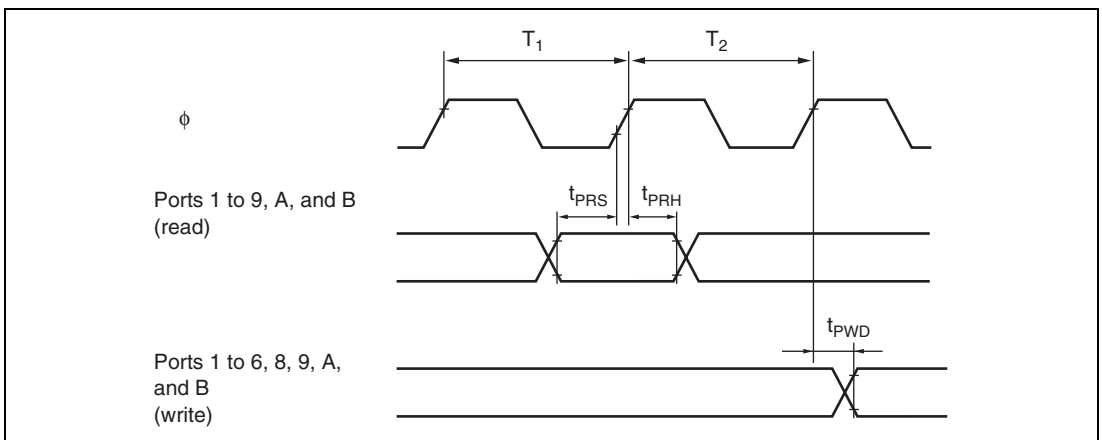 T1 T2
ϕ
Ports 1 to 9, A, and B
(read)
tPRS tPRH
tPWD
Ports 1 to 6, 8, 9, A,
and B
(write)